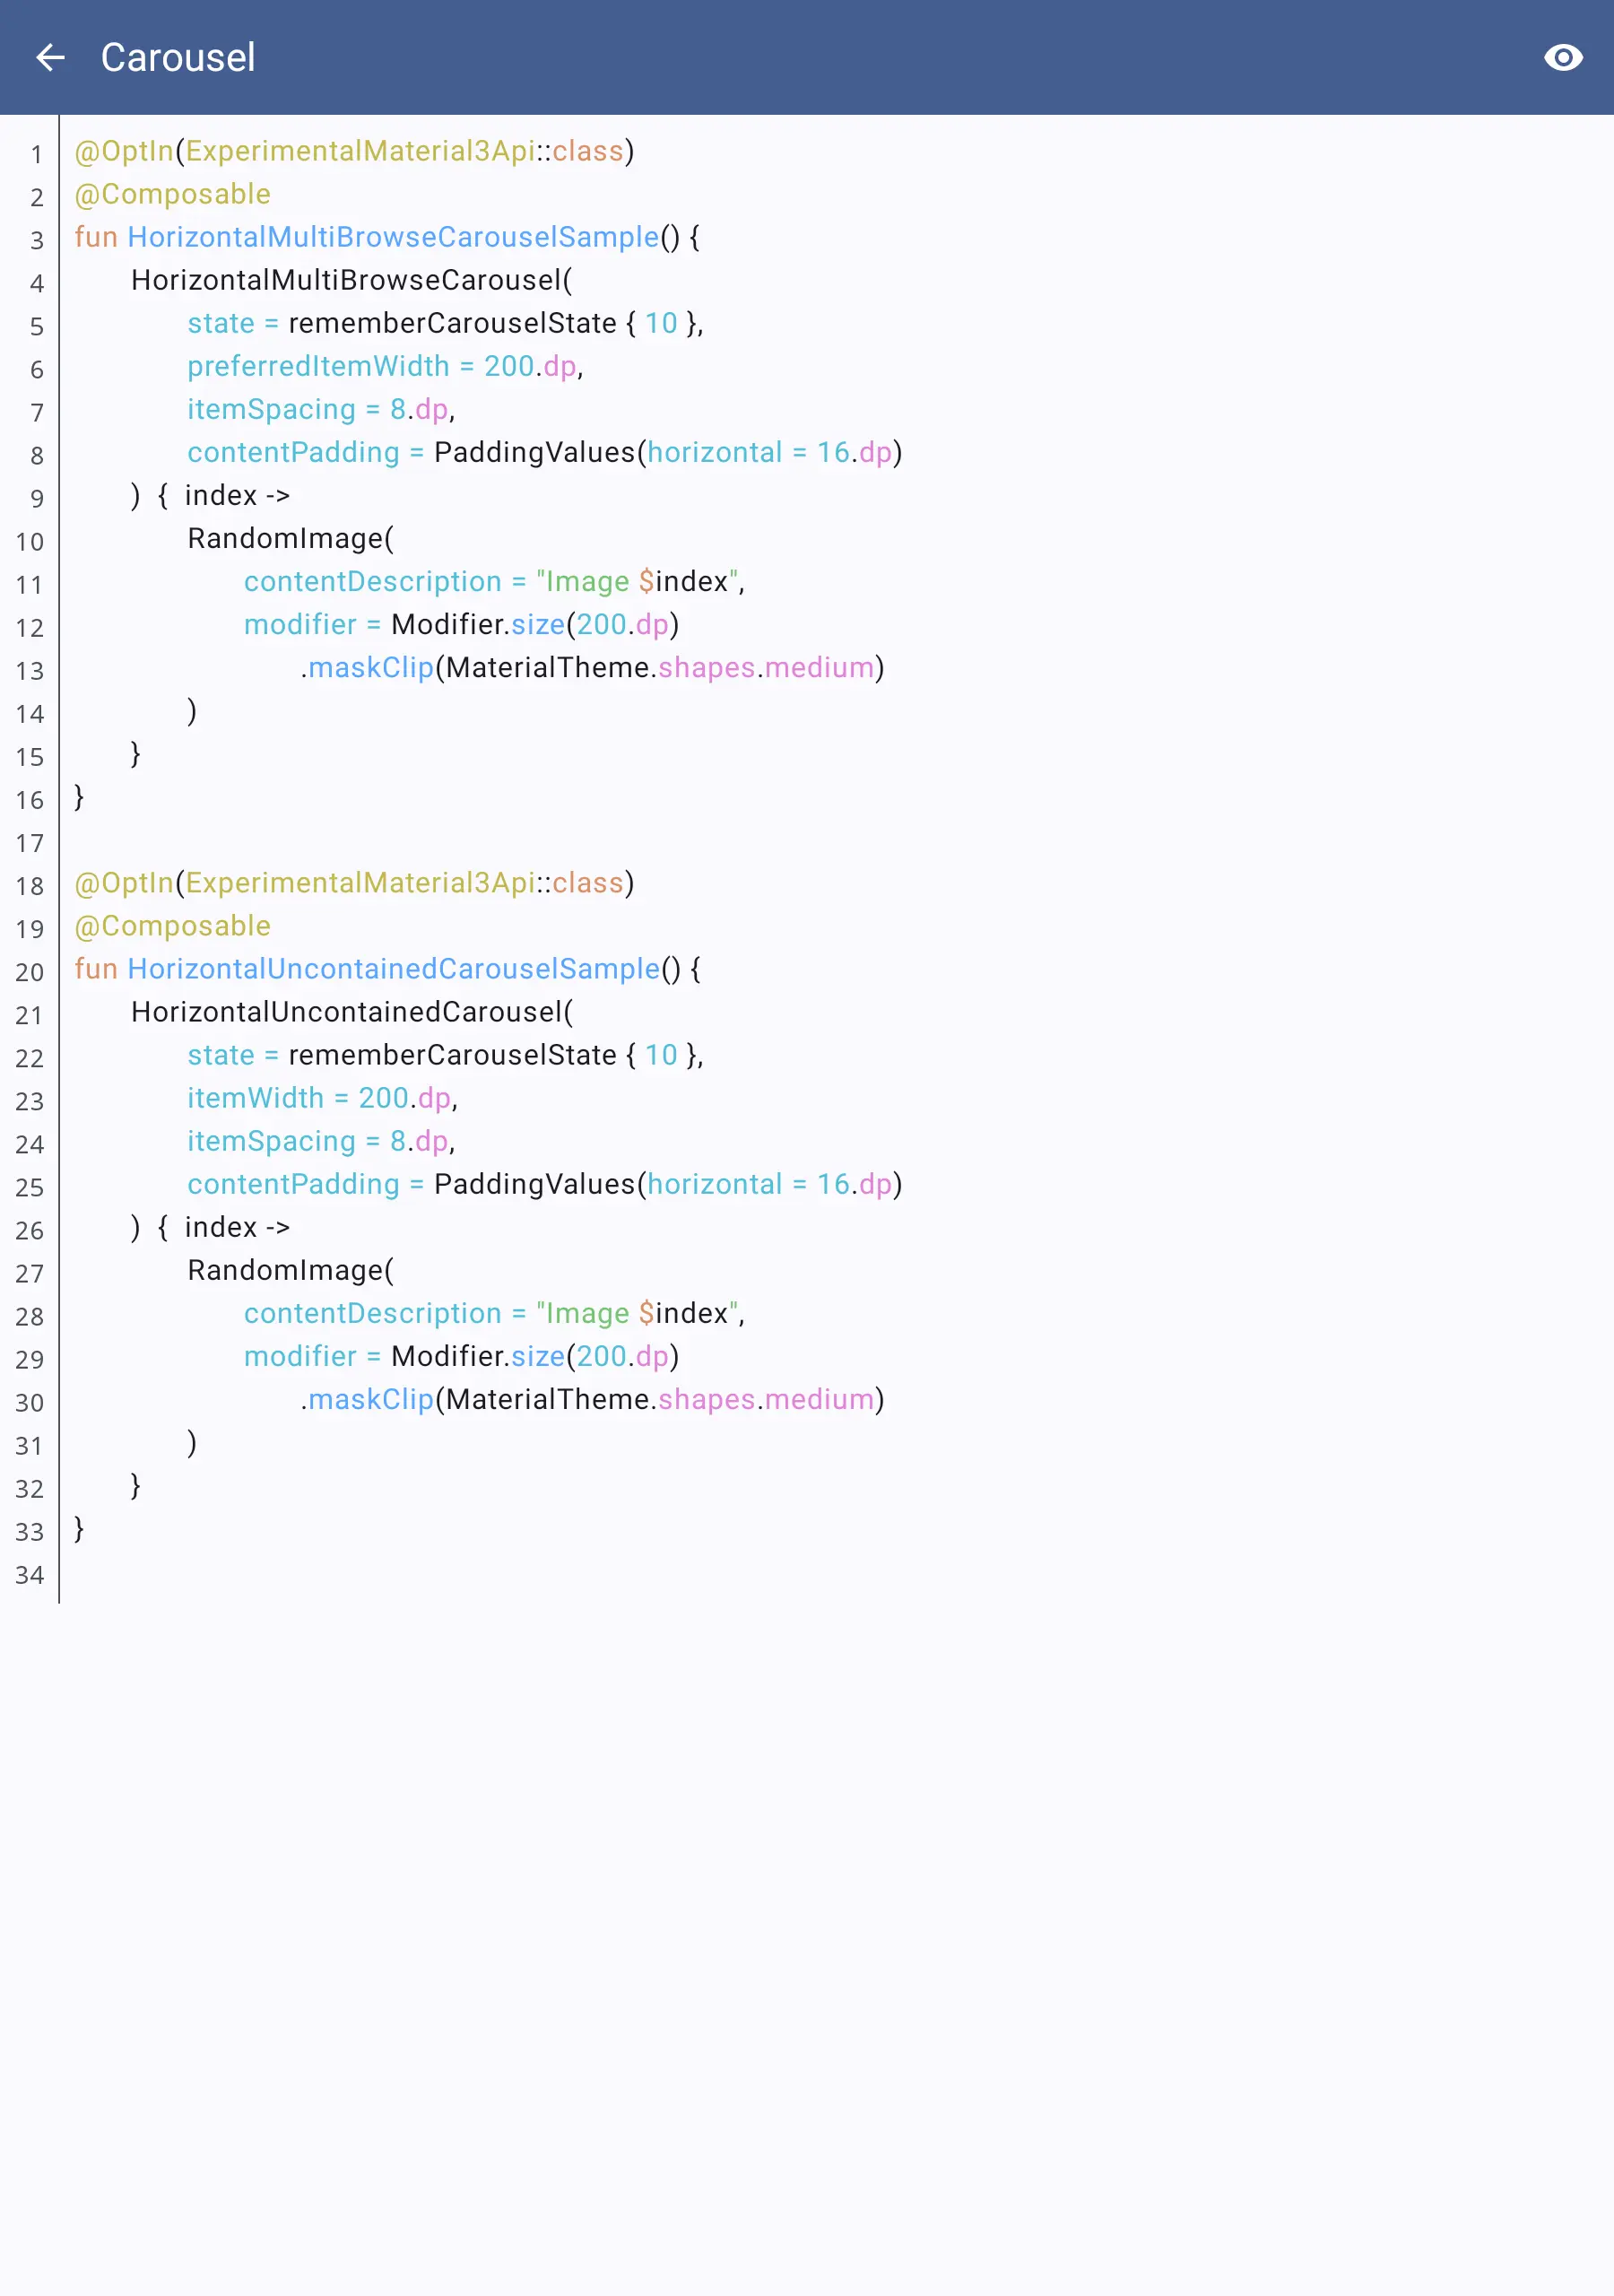 Carousel
1 @OptIn(ExperimentalMaterial3Api::class)
2 @Composable
3 fun HorizontalMultiBrowseCarouselSample() {
4 HorizontalMultiBrowseCarousel(
5 state = rememberCarouselState { 10 },
6 preferredItemWidth = 200.dp,
7 itemSpacing = 8.dp,
8 contentPadding = PaddingValues(horizontal = 16.dp)
9 ) { index ->
10 RandomImage(
11 contentDescription = "Image $index",
12 modifier = Modifier.size(200.dp)
13 .maskClip(MaterialTheme.shapes.medium)
14 )
15 }
16 }
17
18 @OptIn(ExperimentalMaterial3Api::class)
19 @Composable
20 fun HorizontalUncontainedCarouselSample() {
21 HorizontalUncontainedCarousel(
22 state = rememberCarouselState { 10 },
23 itemWidth = 200.dp,
24 itemSpacing = 8.dp,
25 contentPadding = PaddingValues(horizontal = 16.dp)
26 ) { index ->
27 RandomImage(
28 contentDescription = "Image $index",
29 modifier = Modifier.size(200.dp)
30 .maskClip(MaterialTheme.shapes.medium)
31 )
32 }
33 }
34